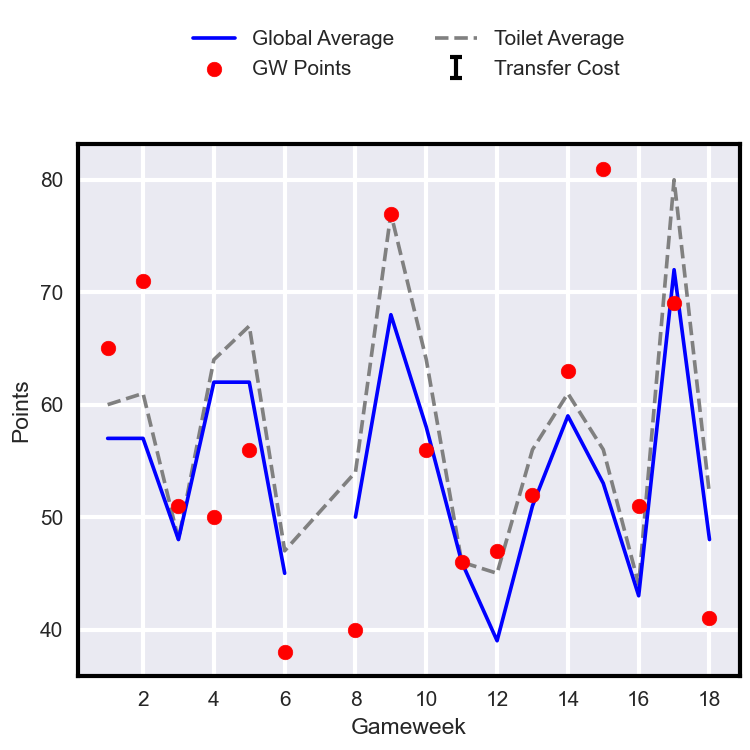 Global Average Toilet Average
GW Points Transfer Cost
80
70
60
50
40
Points
2 4 6 8 10 12 14 16 18
Gameweek